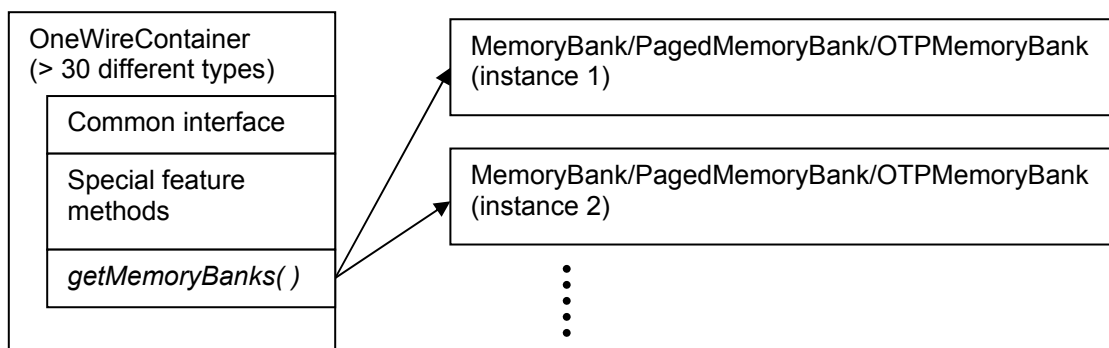 OneWireContainer
(> 30 different types)
Common interface
Special feature
methods
getMemoryBanks( )
MemoryBank/PagedMemoryBank/OTPMemoryBank
(instance 1)
MemoryBank/PagedMemoryBank/OTPMemoryBank
(instance 2)